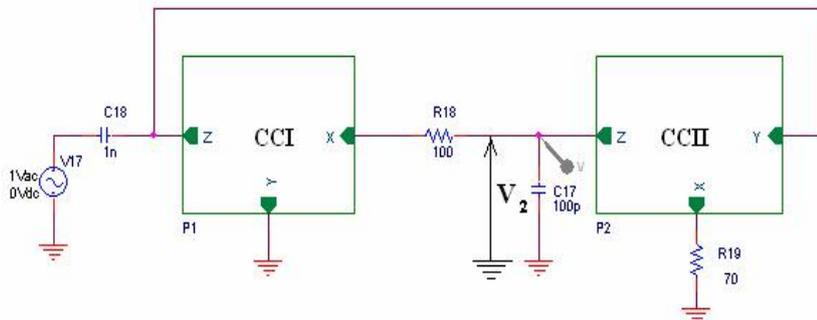 C18
1n
V17
1Vac
0Vdc
Z
CCI
X
Y
P1
R18
100
V2
V
C17
100p
Z
CCII
Y
X
P2
R19
70